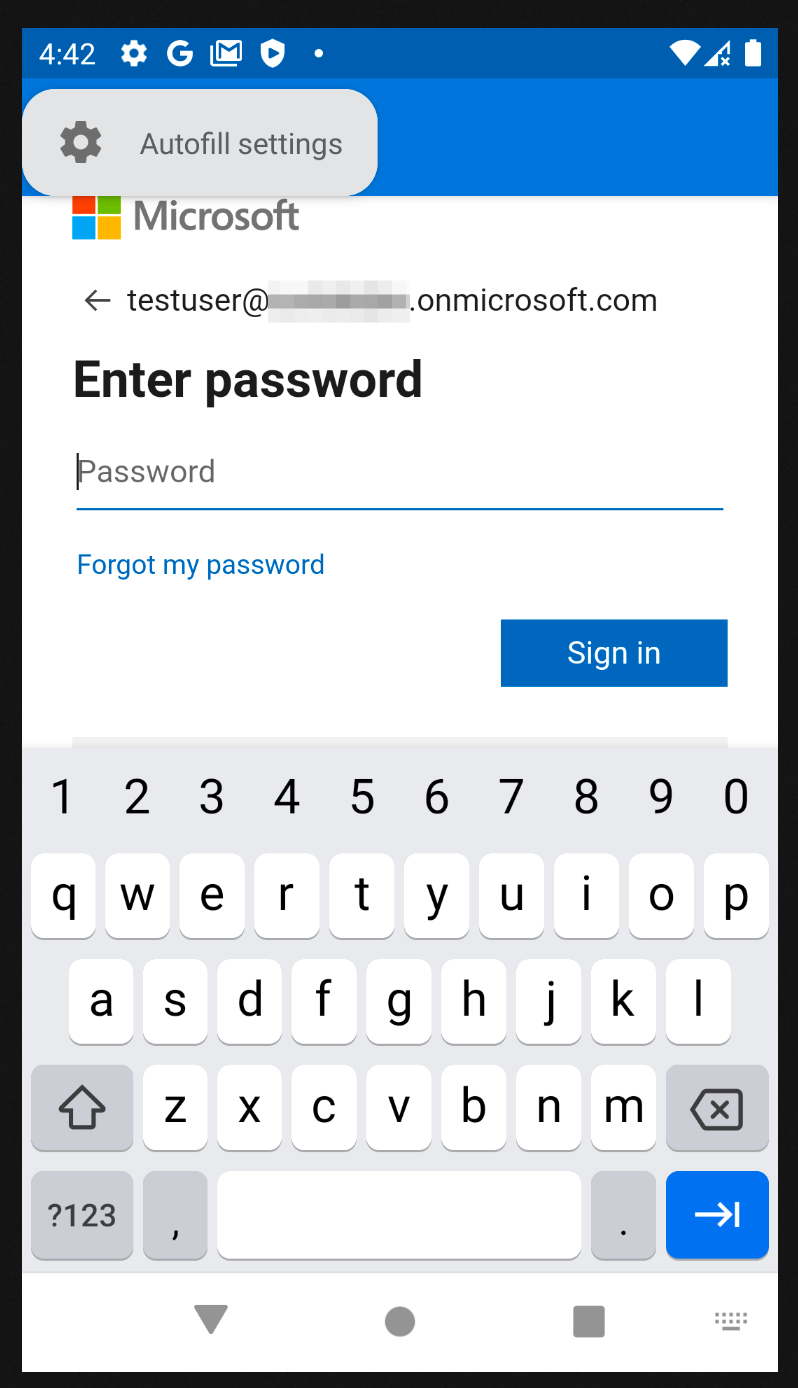 4:42
Autofill settings
Microsoft
testuser@ .onmicrosoft.com
Enter password
Password
Forgot my password
Sign in
1 2 3 4 5 6 7 8 9 0
q w e r t y u i o p
a s d f g h j k l
z x c v b n m
?123 , .